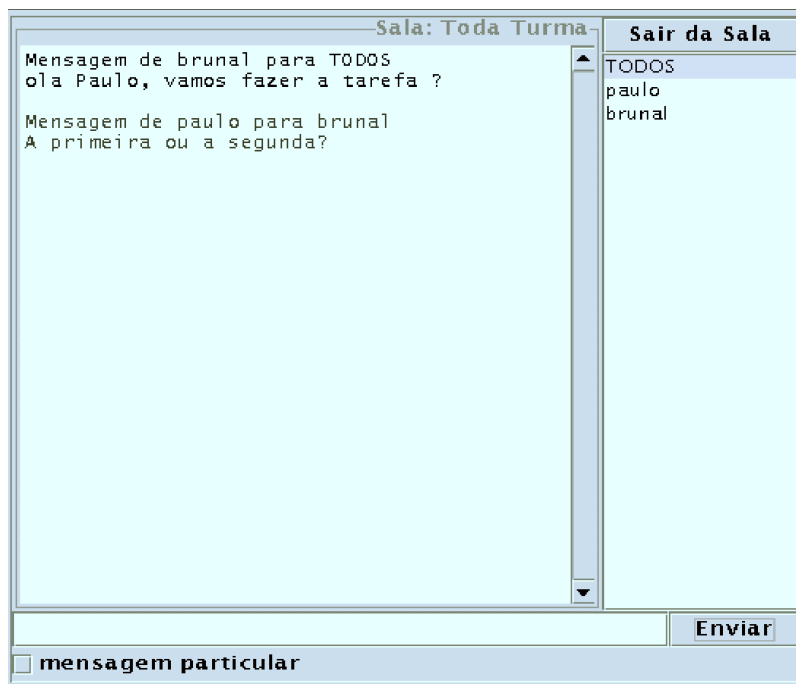 Sala: Toda Turma
Sair da Sala
Mensagem de brunal para TODOS
ola Paulo, vamos fazer a tarefa ?
Mensagem de paulo para brunal
A primeira ou a segunda?
TODOS
paulo
brunal
Enviar
mensagem particular